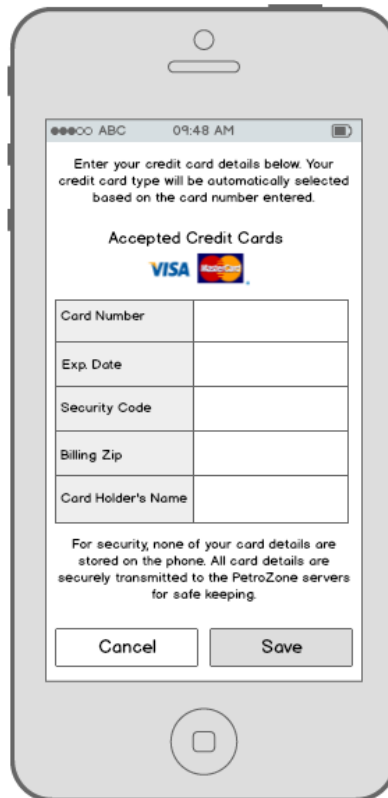 ABC 09:48 AM
Enter your credit card details below. Your
credit card type will be automatically selected
based on the card number entered.
Accepted Credit Cards
VISA MasterCard
Card Number
Exp. Date
Security Code
Billing Zip
Card Holder's Name
For security, none of your card details are
stored on the phone. All card details are
securely transmitted to the PetroZone servers
for safe keeping.
Cancel Save